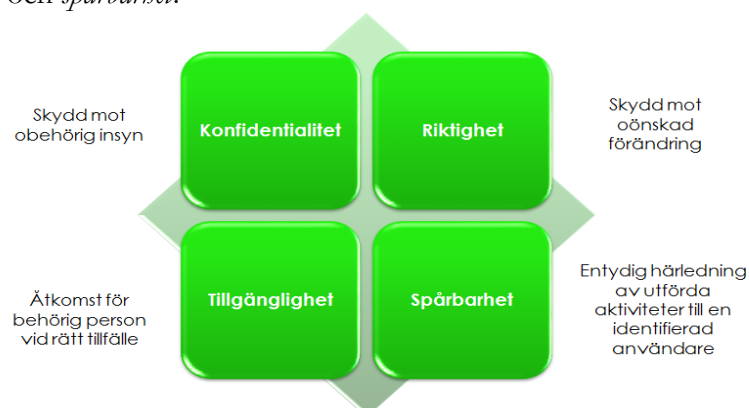 Skydd mot
obehörig insyn
Konfidentialitet
Riktighet
Skydd mot
oönskad
förändring
Åtkomst för
behörig person
vid rätt tillfälle
Tillgänglighet
Spårbarhet
Entydig härledning
av utförda
aktiviteter till en
identifierad
användare